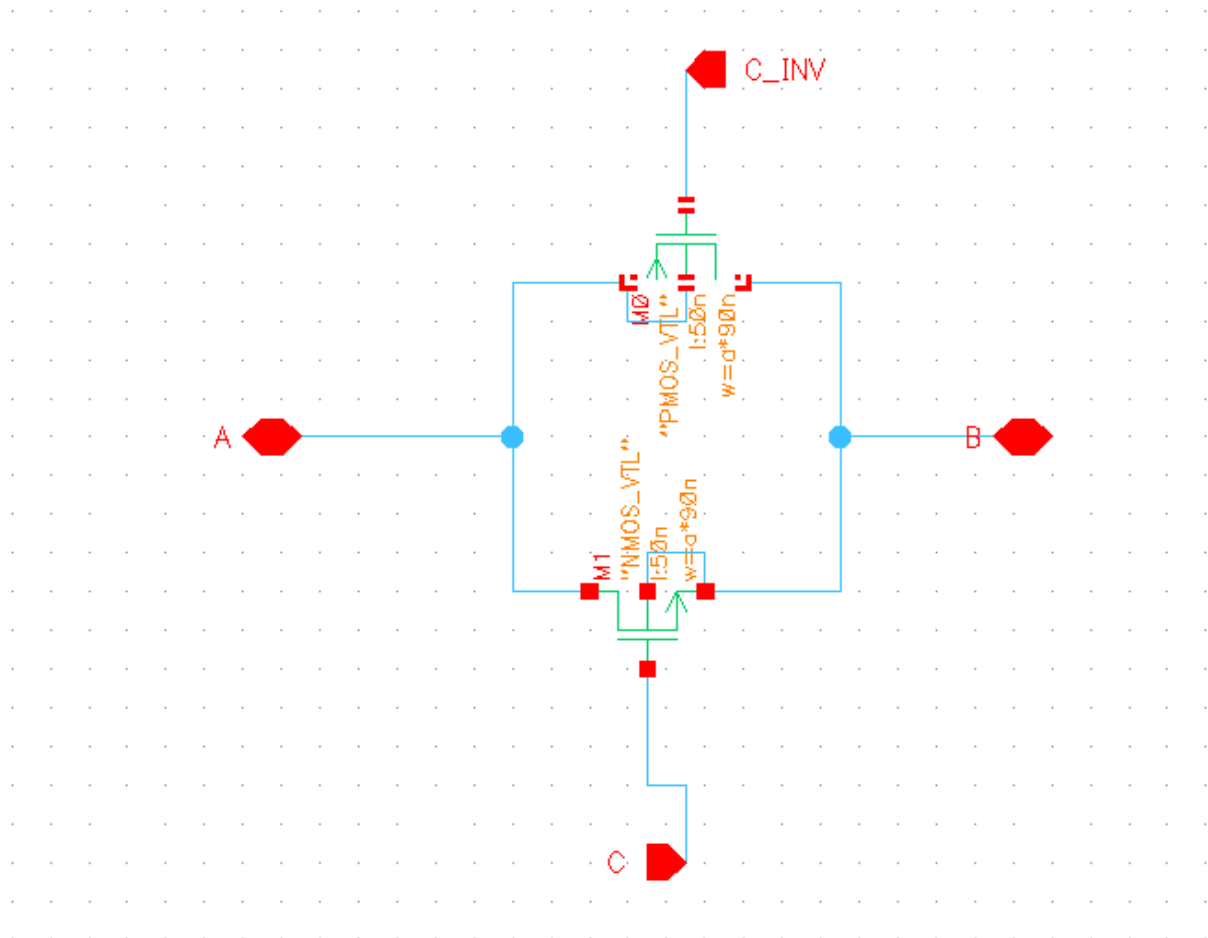 C_INV
M0
"PMOS_VTL"
l:50n
w=a*90n
A
B
M1
"NMOS_VTL"
l:50n
w=a*90n
C